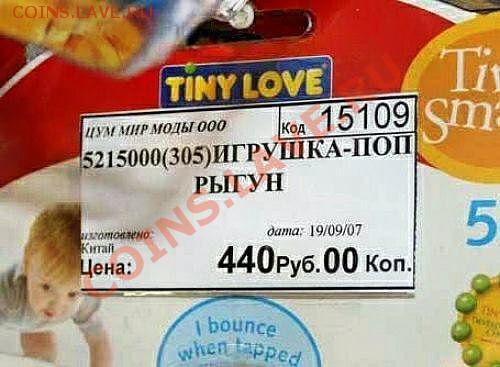 COINS.LAVE.RU
TINY LOVE
Tin
Sma
ЦУМ МИР МОДЫ ООО
Код 15109
5215000(305)ИГРУШКА-ПОП
РЫГУН
изготовлено:
Китай
дата: 19/09/07
Цена: 440Руб.00 Коп.
COINS.LAVE.RU
5
I bounce
when tapped